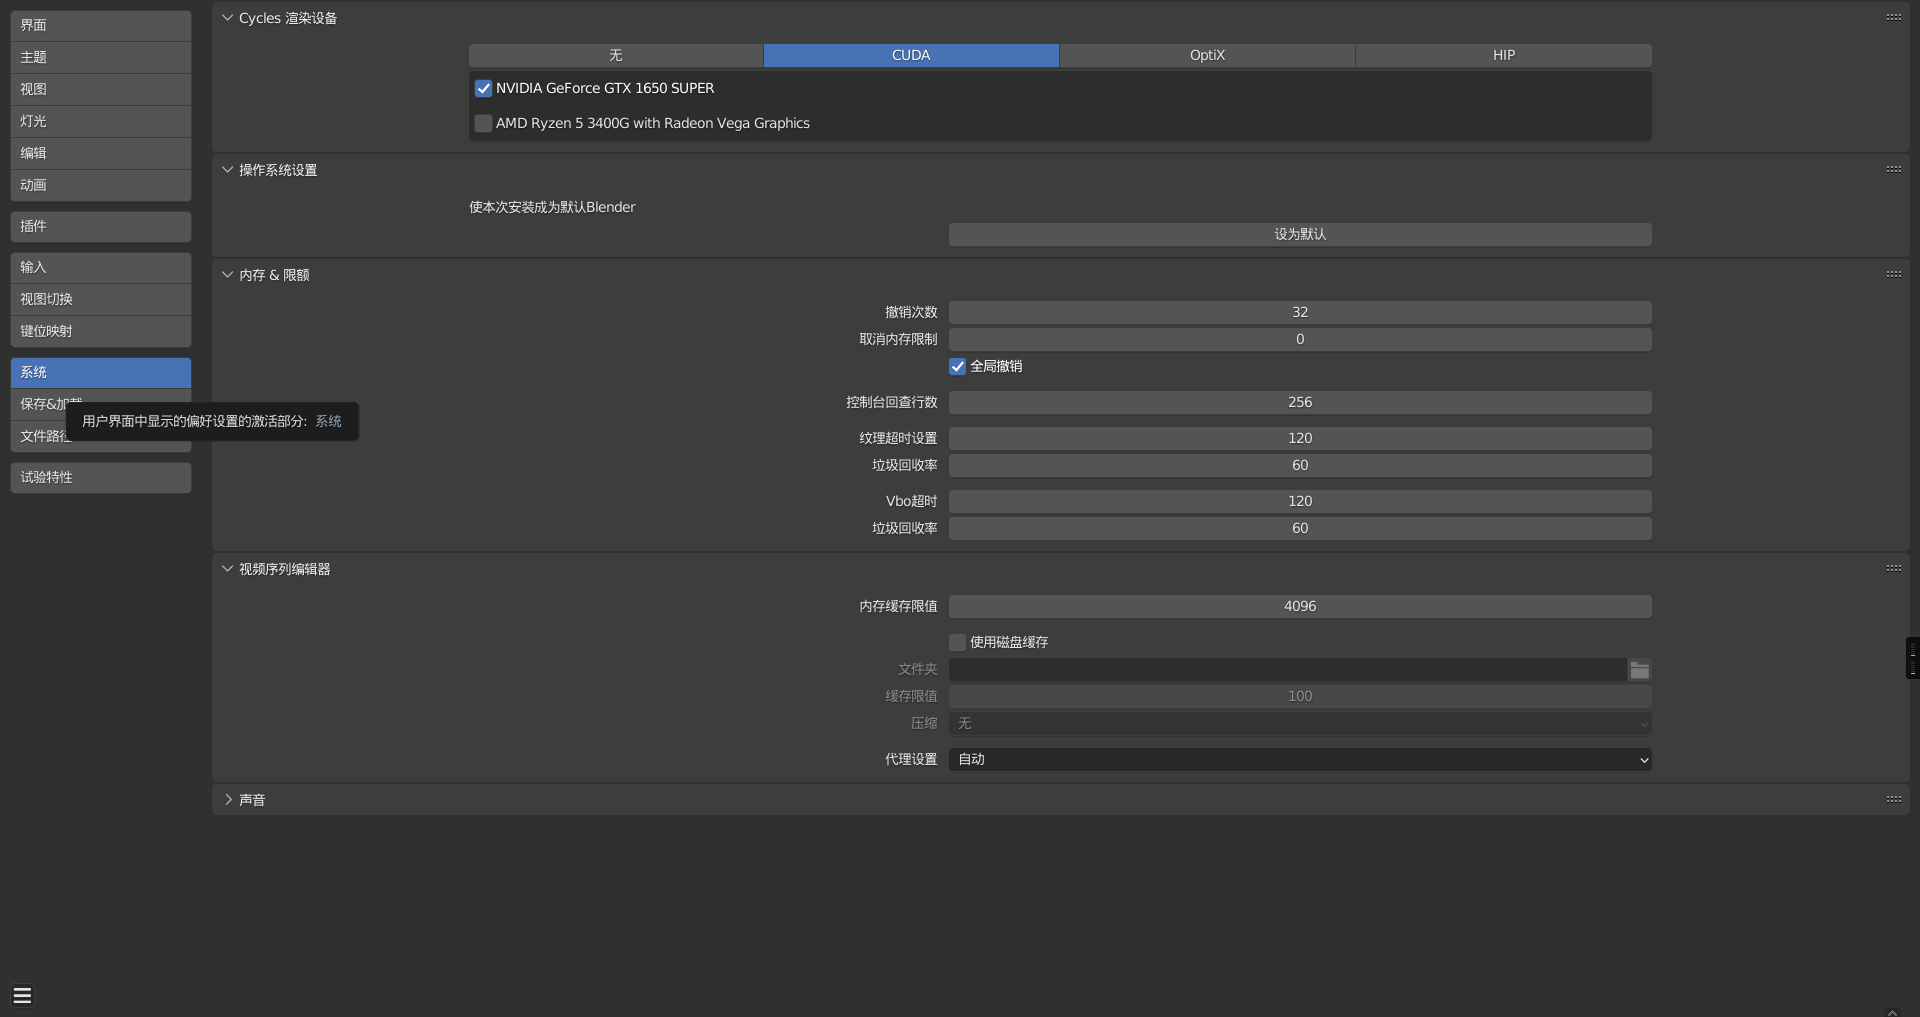 界面
主题
视图
灯光
编辑
动画
插件
输入
视图切换
键位映射
系统
保存&加载
文件路径
用户界面中显示的偏好设置的激活部分: 系统
试验特性
Cycles 渲染设备
无 CUDA OptiX HIP
NVIDIA GeForce GTX 1650 SUPER
AMD Ryzen 5 3400G with Radeon Vega Graphics
操作系统设置
使本次安装成为默认Blender
设为默认
内存 & 限额
撤销次数 32
取消内存限制 0
全局撤销
控制台回查行数 256
纹理超时设置 120
垃圾回收率 60
Vbo超时 120
垃圾回收率 60
视频序列编辑器
内存缓存限值 4096
使用磁盘缓存
文件夹
缓存限值 100
压缩 无
代理设置 自动
声音